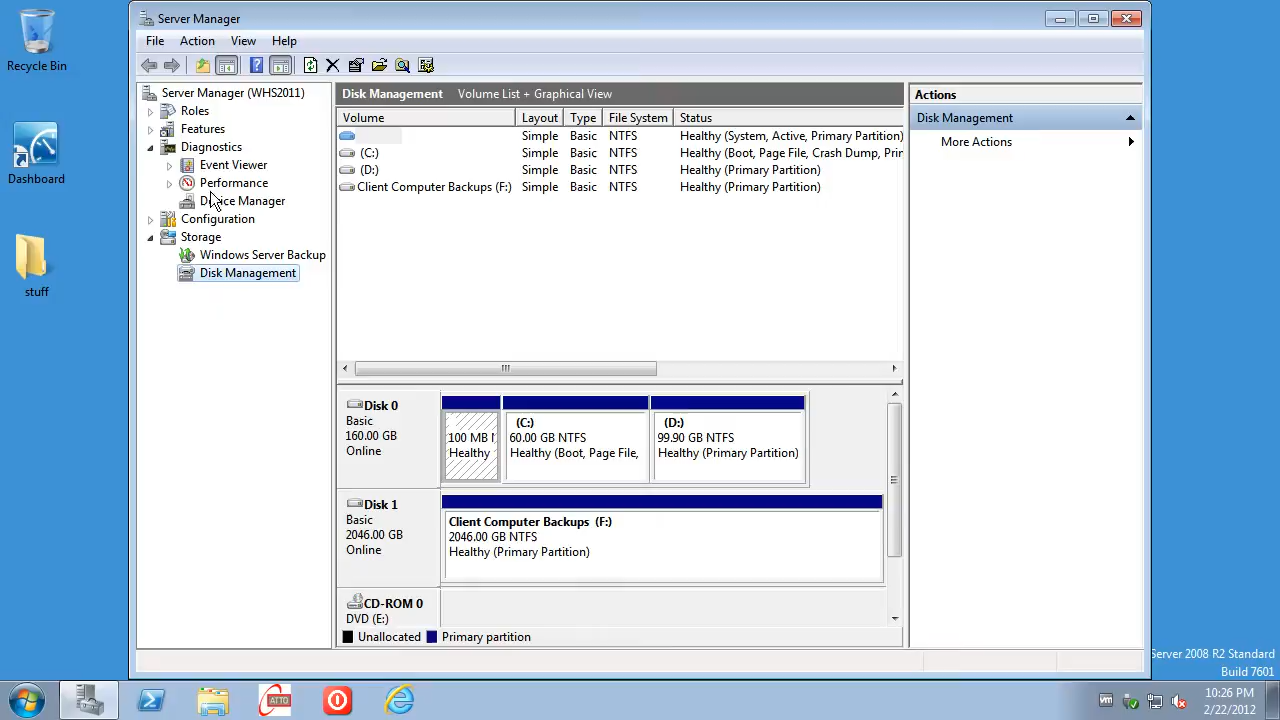 Recycle Bin
Dashboard
stuff
Server Manager
File Action View Help
Server Manager (WHS2011)
Roles
Features
Diagnostics
Event Viewer
Performance
Device Manager
Configuration
Storage
Windows Server Backup
Disk Management
Disk Management Volume List + Graphical View
Volume Layout Type File System Status
Simple Basic NTFS Healthy (System, Active, Primary Partition)
(C:) Simple Basic NTFS Healthy (Boot, Page File, Crash Dump, Prir
(D:) Simple Basic NTFS Healthy (Primary Partition)
Client Computer Backups (F:) Simple Basic NTFS Healthy (Primary Partition)
Disk 0
Basic
160.00 GB
Online
100 MB
Healthy
(C:)
60.00 GB NTFS
Healthy (Boot, Page File,
(D:)
99.90 GB NTFS
Healthy (Primary Partition)
Disk 1
Basic
2046.00 GB
Online
Client Computer Backups (F:)
2046.00 GB NTFS
Healthy (Primary Partition)
CD-ROM 0
DVD (E:)
Unallocated Primary partition
Actions
Disk Management
More Actions
Server 2008 R2 Standard
Build 7601
ATTO
vm
10:26 PM
2/22/2012